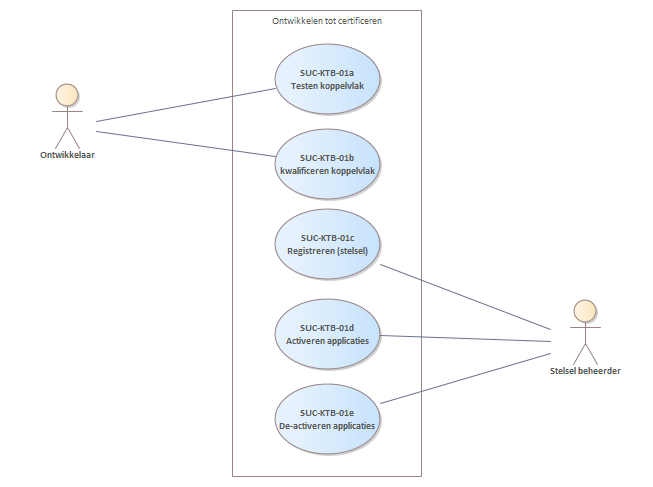 Ontwikkelen tot certificeren
SUC-KTB-01a
Testen koppelvlak
Ontwikkelaar
SUC-KTB-01b
kwalificeren koppelvlak
SUC-KTB-01c
Registreren (stelsel)
SUC-KTB-01d
Activeren applicaties
Stelsel beheerder
SUC-KTB-01e
De-activeren applicaties